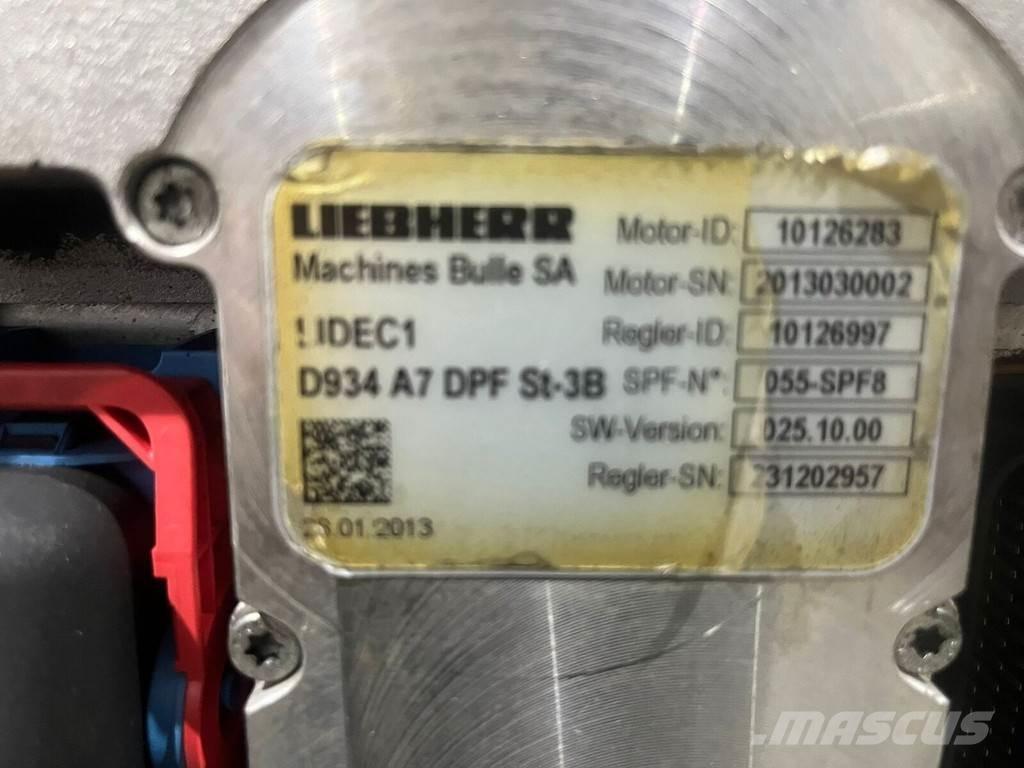 LIEBHERR
Machines Bulle SA
LIDEC1
D934 A7 DPF St-3B
26.01.2013
Motor-ID: 10126283
Motor-SN: 2013030002
Regler-ID: 10126997
SPF-N°: 055-SPF8
SW-Version: 025.10.00
Regler-SN: 231202957
MASCUS